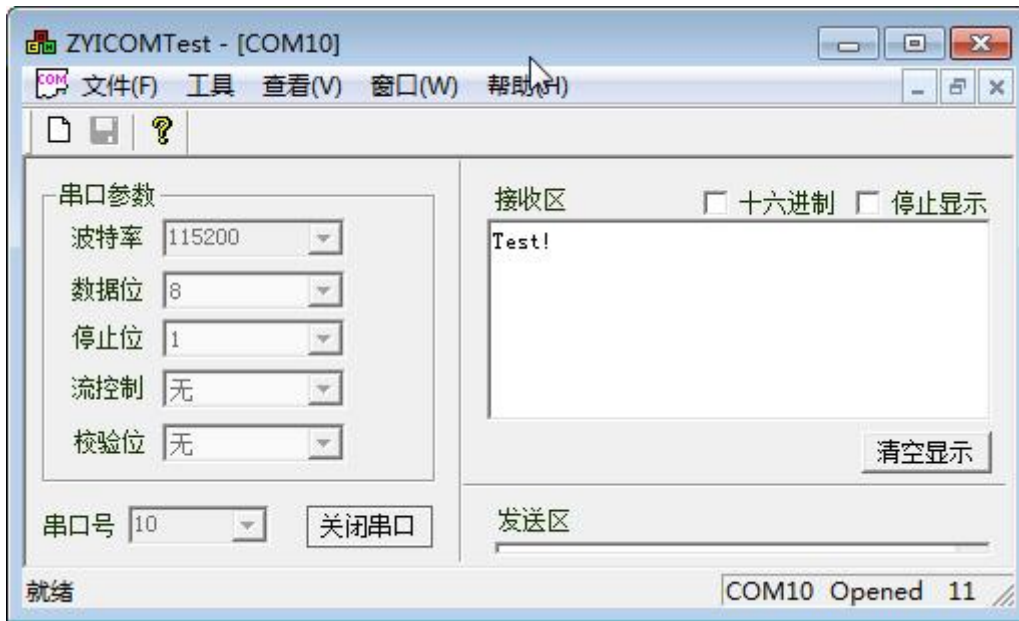 ZYICOMTest - [COM10]
COM 文件(F) 工具 查看(V) 窗口(W) 帮助(H)
串口参数
波特率 115200
数据位 8
停止位 1
流控制 无
校验位 无
串口号 10 关闭串口
接收区 十六进制 停止显示
Test!
清空显示
发送区
就绪 COM10 Opened 11